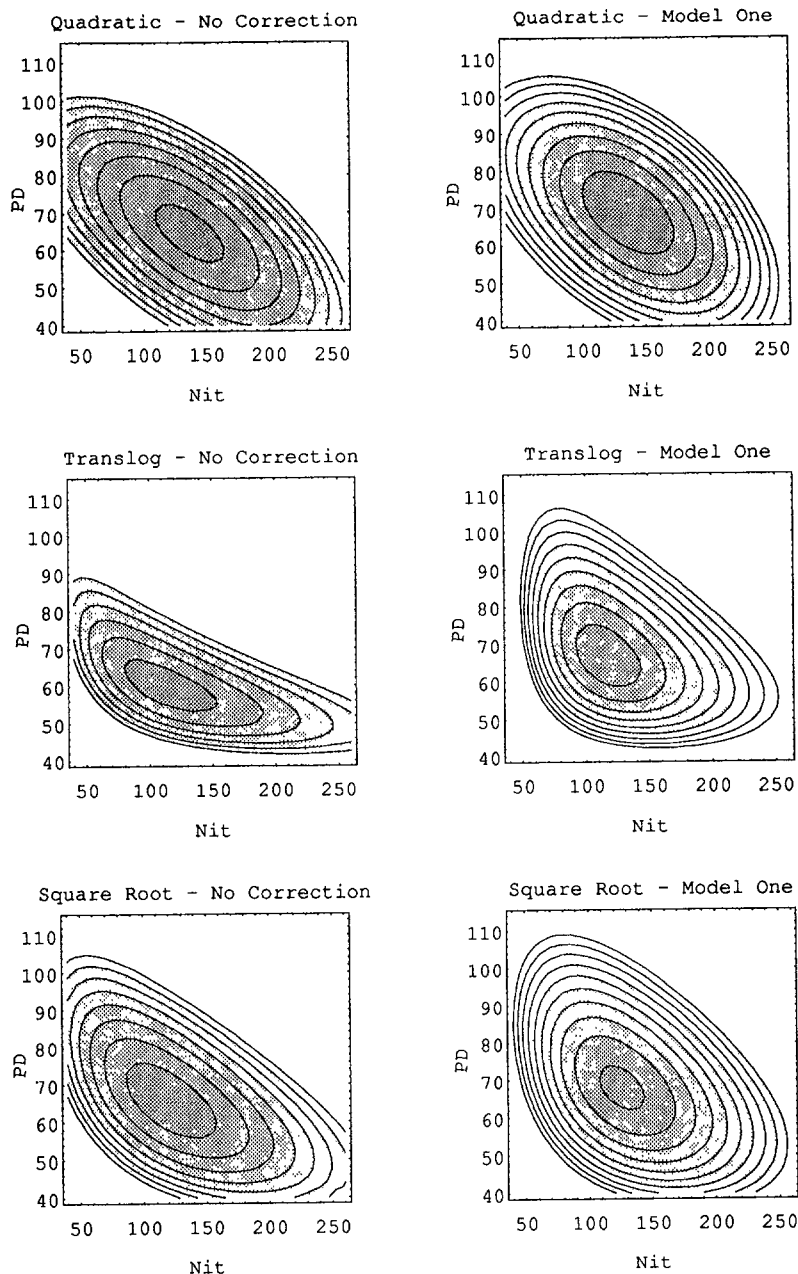 Quadratic - No Correction
110
100
90
80
70
60
50
40
PD
50 100 150 200 250
Nit
Quadratic - Model One
110
100
90
80
70
60
50
40
PD
50 100 150 200 250
Nit
Translog - No Correction
110
100
90
80
70
60
50
40
PD
50 100 150 200 250
Nit
Translog - Model One
110
100
90
80
70
60
50
40
PD
50 100 150 200 250
Nit
Square Root - No Correction
110
100
90
80
70
60
50
40
PD
50 100 150 200 250
Nit
Square Root - Model One
110
100
90
80
70
60
50
40
PD
50 100 150 200 250
Nit